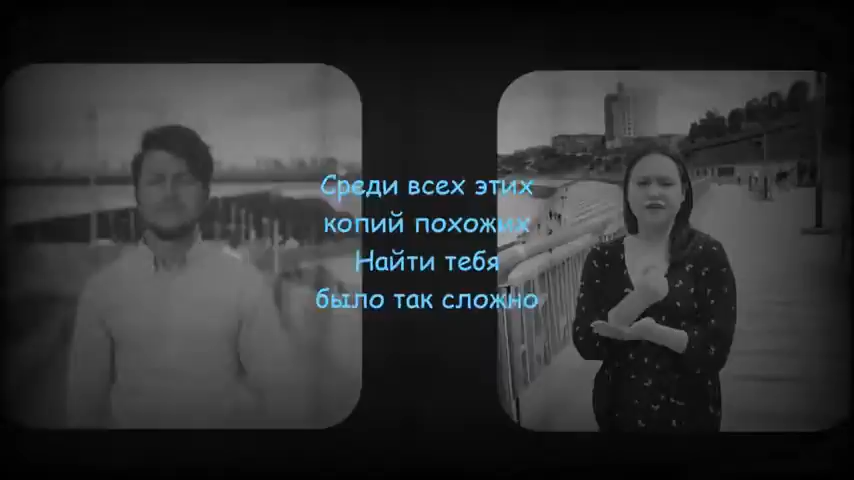 Среди всех этих
копий похожих
Найти тебя
было так сложно